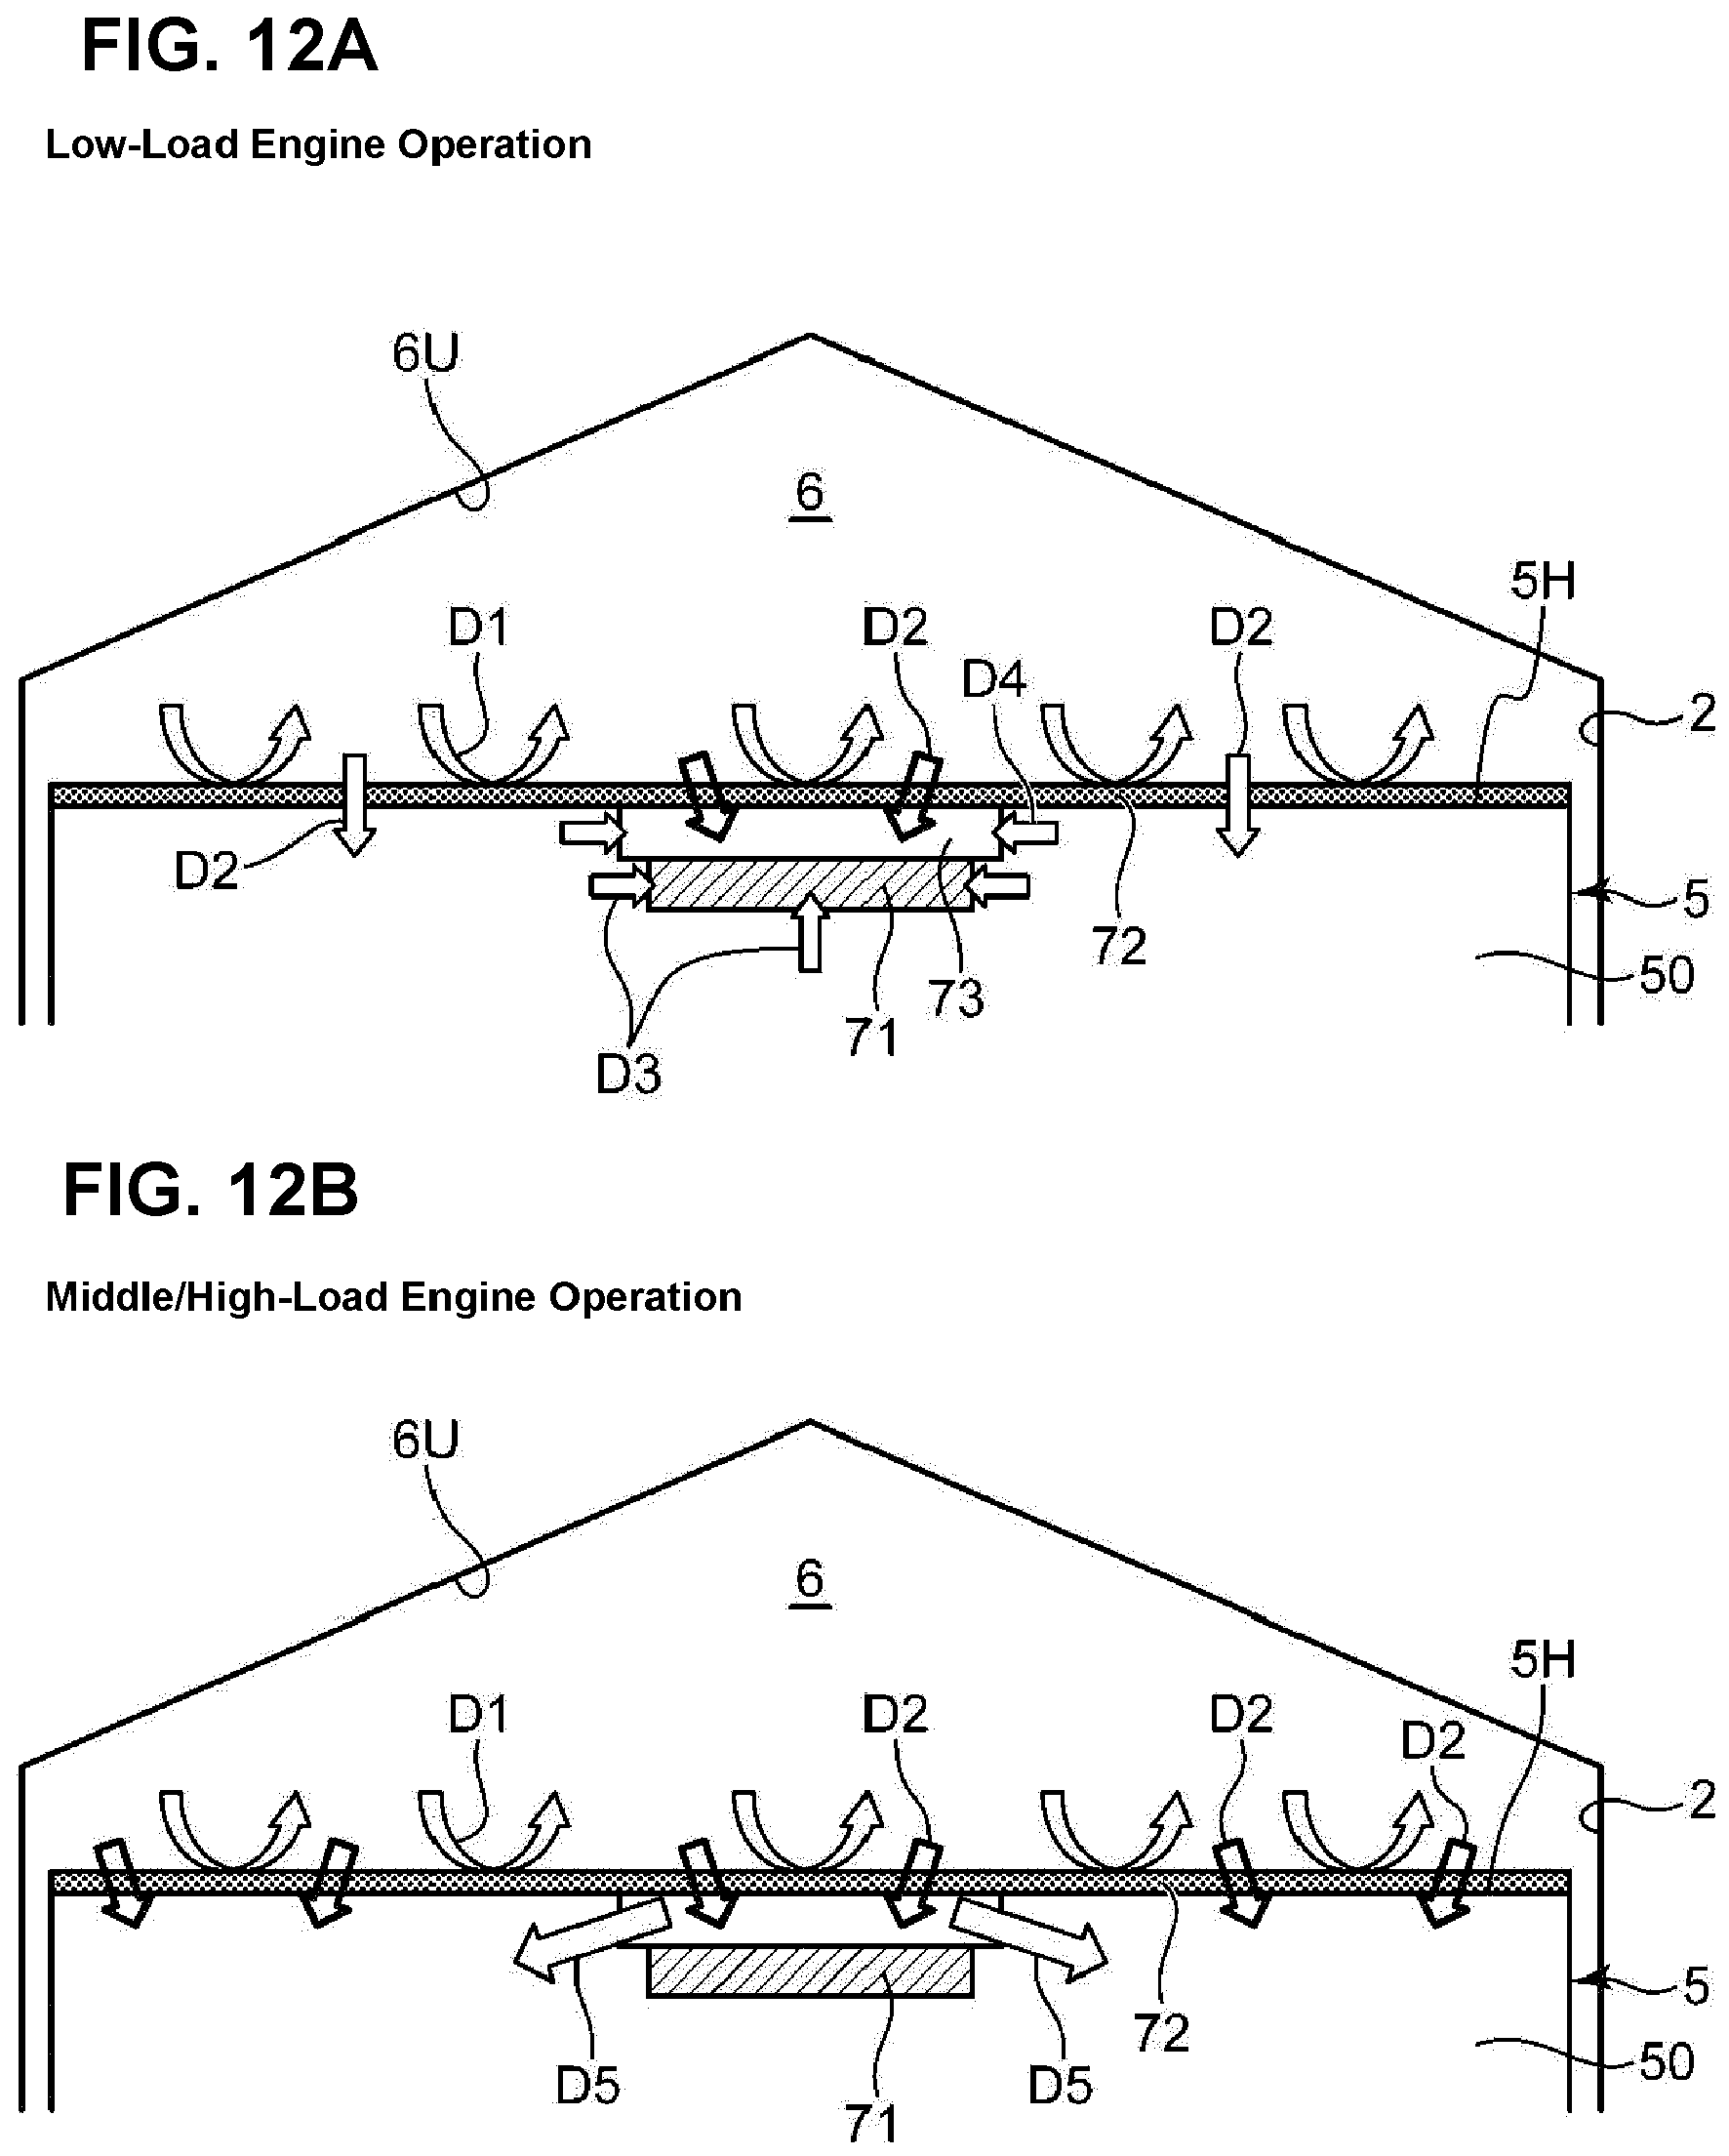 FIG. 12A
Low-Load Engine Operation
6U
6
5H
D1
D2
D2
D4
2
D2
5
72
50
73
71
D3
FIG. 12B
Middle/High-Load Engine Operation
6U
6
5H
D1
D2
D2
D2
2
5
72
50
D5
D5
71